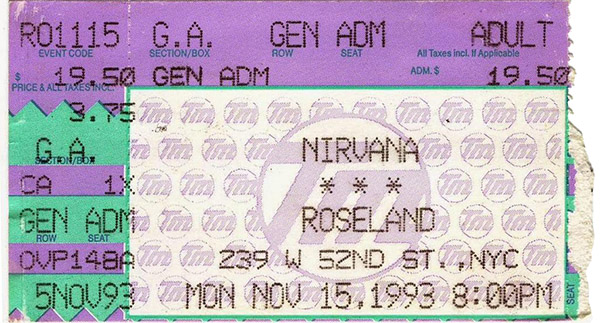 RO1115 G.A. GEN ADM ADULT
EVENT CODE SECTION/BOX ROW SEAT All Taxes incl. If Applicable
$ 19.50 GEN ADM ADM. $ 19.50
PRICE & ALL TAXES INCL.
3.75
G.A. NIRVANA
SECTION/BOX
CA 1X * * *
GEN ADM ROSELAND
ROW SEAT
OVP148A 239 W 52ND ST.,NYC
5NOV93 MON NOV 15,1993 8:00PM
SEAT
Tm